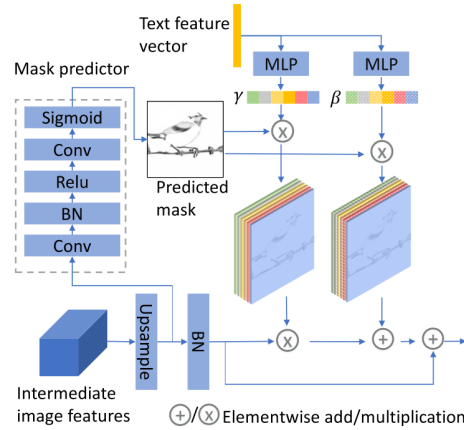 Text feature
vector
MLP
MLP
Mask predictor
γ
β
Sigmoid
Conv
Relu
BN
Conv
Predicted
mask
Upsample
BN
Intermediate
image features
+/x Elementwise add/multiplication